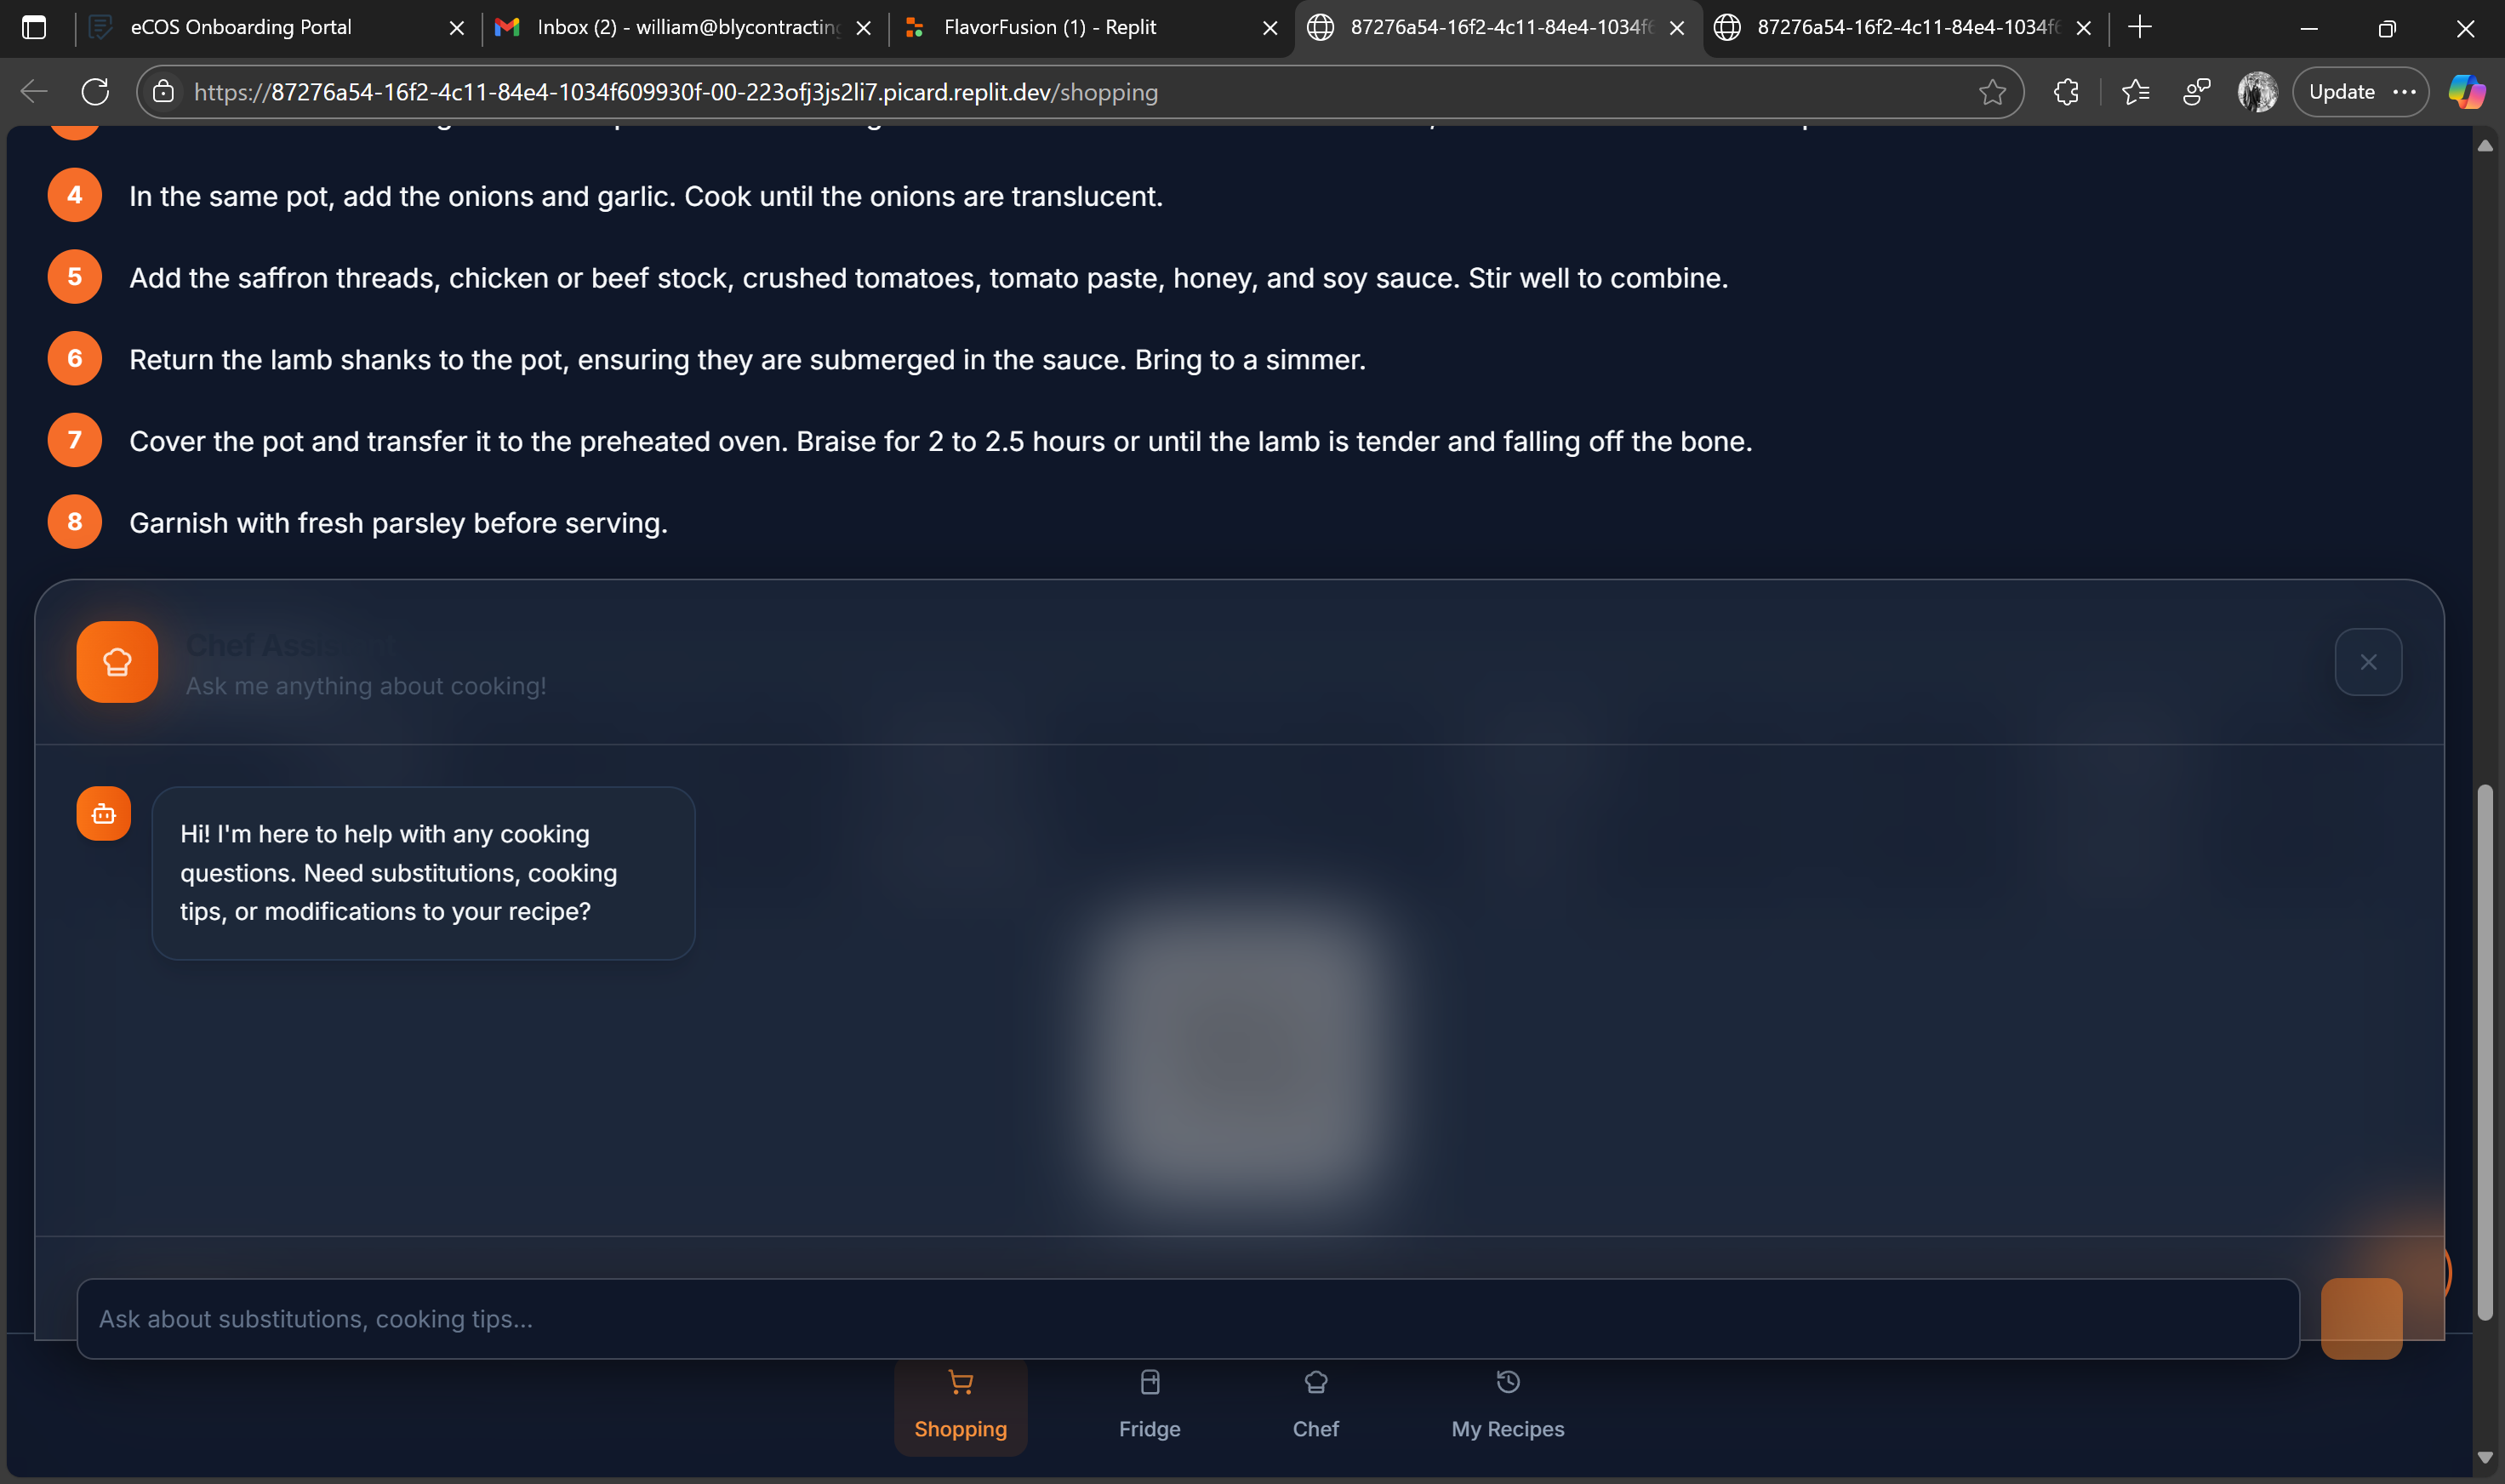 eCOS Onboarding Portal
Inbox (2) - william@blycontracting
FlavorFusion (1) - Replit
87276a54-16f2-4c11-84e4-1034f6
87276a54-16f2-4c11-84e4-1034f6
https://87276a54-16f2-4c11-84e4-1034f609930f-00-223ofj3js2li7.picard.replit.dev/shopping
Update
4 In the same pot, add the onions and garlic. Cook until the onions are translucent.
5 Add the saffron threads, chicken or beef stock, crushed tomatoes, tomato paste, honey, and soy sauce. Stir well to combine.
6 Return the lamb shanks to the pot, ensuring they are submerged in the sauce. Bring to a simmer.
7 Cover the pot and transfer it to the preheated oven. Braise for 2 to 2.5 hours or until the lamb is tender and falling off the bone.
8 Garnish with fresh parsley before serving.
Chef Assistant
Ask me anything about cooking!
Hi! I'm here to help with any cooking
questions. Need substitutions, cooking
tips, or modifications to your recipe?
Ask about substitutions, cooking tips...
Shopping
Fridge
Chef
My Recipes